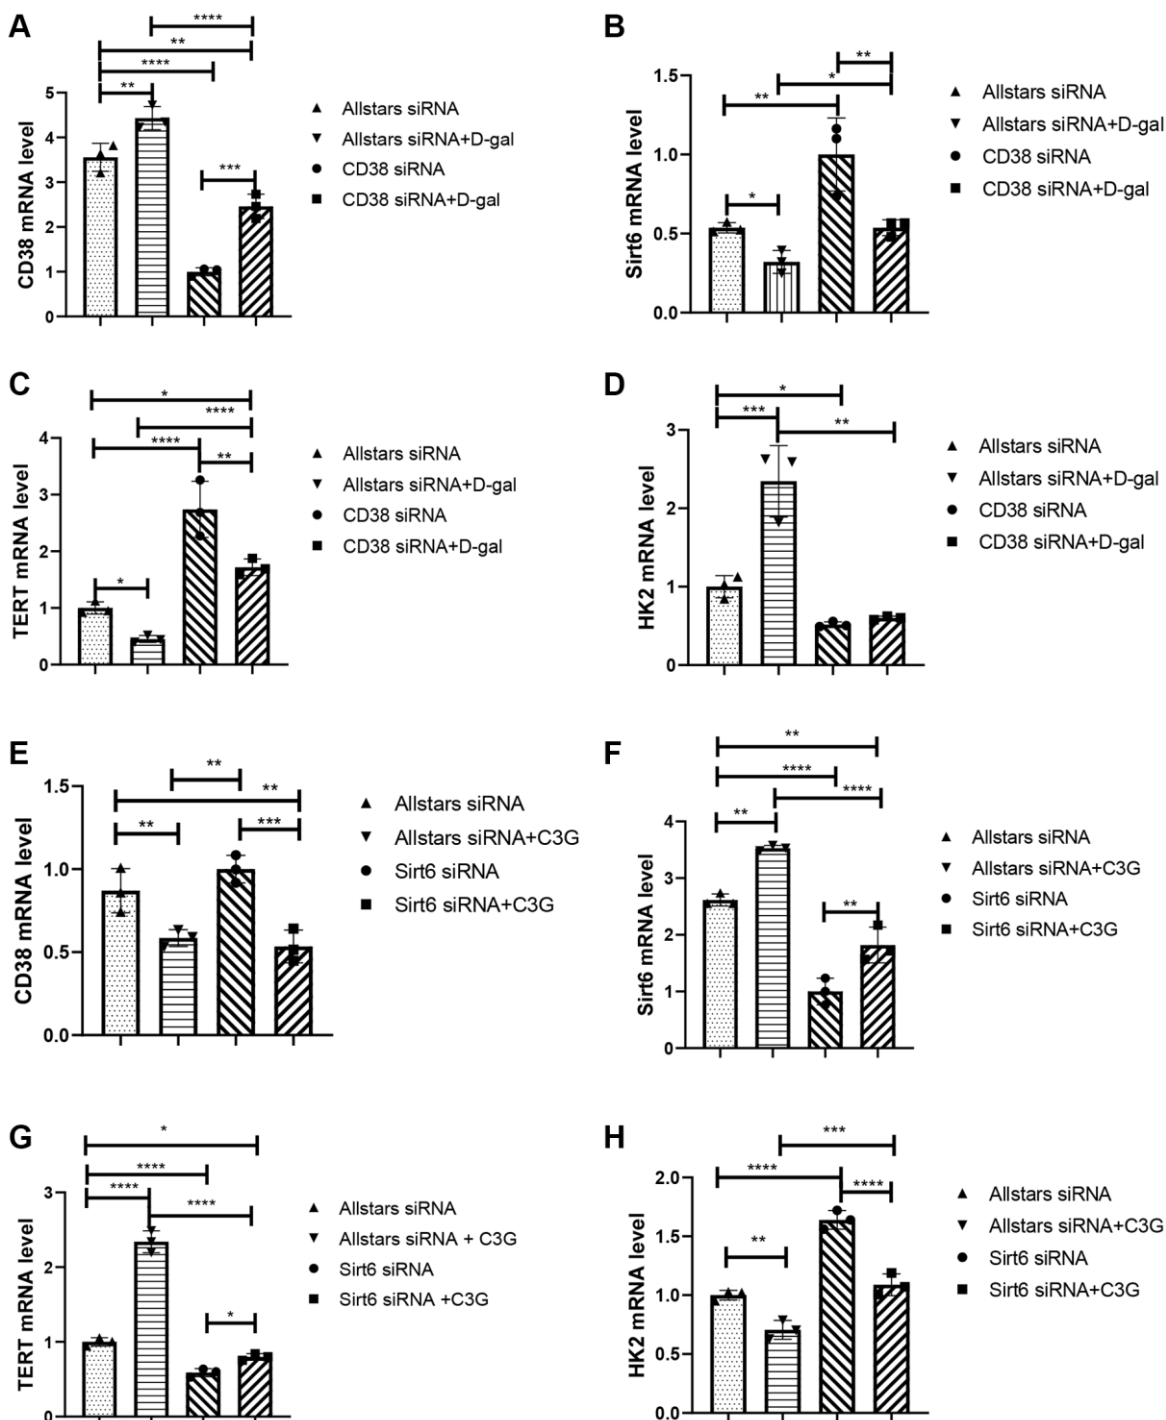 A
****
**
****
**
***
CD38 mRNA level
5
4
3
2
1
0
Allstars siRNA
Allstars siRNA+D-gal
CD38 siRNA
CD38 siRNA+D-gal
B
**
*
**
*
Sirt6 mRNA level
1.5
1.0
0.5
0.0
Allstars siRNA
Allstars siRNA+D-gal
CD38 siRNA
CD38 siRNA+D-gal
C
*
****
****
**
*
TERT mRNA level
4
3
2
1
0
Allstars siRNA
Allstars siRNA+D-gal
CD38 siRNA
CD38 siRNA+D-gal
D
*
***
**
HK2 mRNA level
3
2
1
0
Allstars siRNA
Allstars siRNA+D-gal
CD38 siRNA
CD38 siRNA+D-gal
E
**
**
**
***
CD38 mRNA level
1.5
1.0
0.5
0.0
Allstars siRNA
Allstars siRNA+C3G
Sirt6 siRNA
Sirt6 siRNA+C3G
F
**
****
****
**
**
Sirt6 mRNA level
4
3
2
1
0
Allstars siRNA
Allstars siRNA+C3G
Sirt6 siRNA
Sirt6 siRNA+C3G
G
*
****
****
****
*
TERT mRNA level
3
2
1
0
Allstars siRNA
Allstars siRNA + C3G
Sirt6 siRNA
Sirt6 siRNA +C3G
H
***
****
****
**
HK2 mRNA level
2.0
1.5
1.0
0.5
0.0
Allstars siRNA
Allstars siRNA+C3G
Sirt6 siRNA
Sirt6 siRNA+C3G